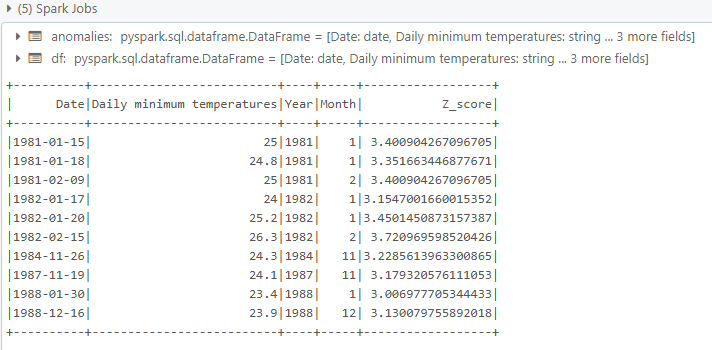 (5) Spark Jobs
anomalies: pyspark.sql.dataframe.DataFrame = [Date: date, Daily minimum temperatures: string ... 3 more fields]
df: pyspark.sql.dataframe.DataFrame = [Date: date, Daily minimum temperatures: string ... 3 more fields]
+----------+--------------------------+----+-----+------------------+
|      Date|Daily minimum temperatures|Year|Month|           Z_score|
+----------+--------------------------+----+-----+------------------+
|1981-01-15|                        25|1981|    1| 3.400904267096705|
|1981-01-18|                      24.8|1981|    1| 3.351663446877671|
|1981-02-09|                        25|1981|    2| 3.400904267096705|
|1982-01-17|                        24|1982|    1|3.1547001660015352|
|1982-01-20|                      25.2|1982|    1|3.4501450873157387|
|1982-02-15|                      26.3|1982|    2| 3.720969598520426|
|1984-11-26|                      24.3|1984|   11|3.2285613963300865|
|1987-11-19|                      24.1|1987|   11| 3.179320576111053|
|1988-01-30|                      23.4|1988|    1| 3.006977705344433|
|1988-12-16|                      23.9|1988|   12| 3.130079755892018|
+----------+--------------------------+----+-----+------------------+